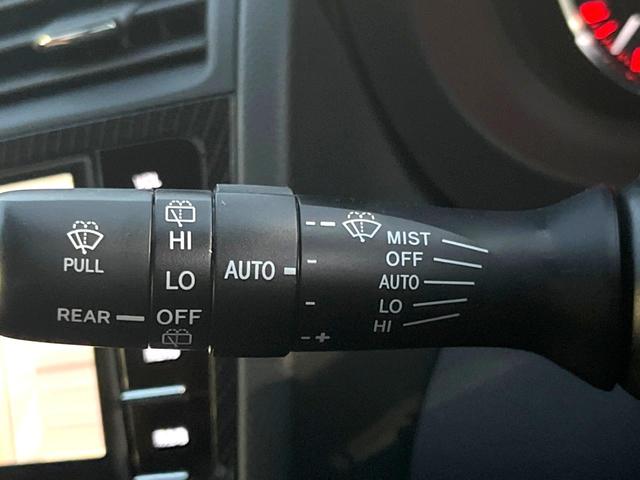 PULL
REAR
HI
LO
OFF
AUTO
- --
-
-
- +
MIST
OFF
AUTO
LO
HI